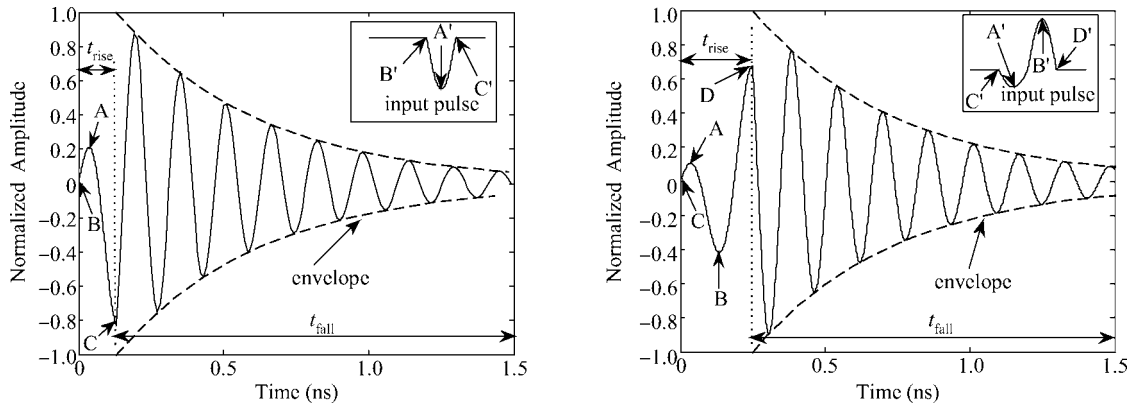 1.0
0.8
0.6
0.4
0.2
0
−0.2
−0.4
−0.6
−0.8
−1.0
Normalized Amplitude
t_rise
A
B
C
A'
B'
C'
input pulse
envelope
t_fall
0
0.5
1.0
1.5
Time (ns)
1.0
0.8
0.6
0.4
0.2
0
−0.2
−0.4
0.6
−0.8
−1.0
Normalized Amplitude
t_rise
D
A
C
B
A'
D'
B'
C'
input pulse
envelope
t_fall
0
0.5
1.0
1.5
Time (ns)